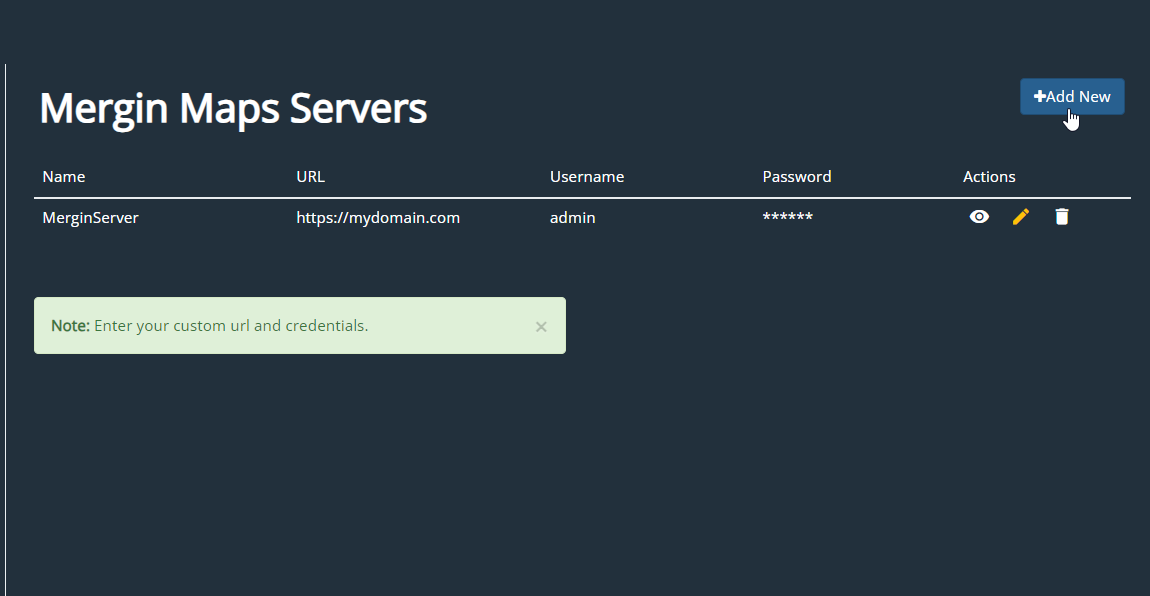 Mergin Maps Servers
+Add New
Name URL Username Password Actions
MerginServer https://mydomain.com admin ******
Note: Enter your custom url and credentials. ×